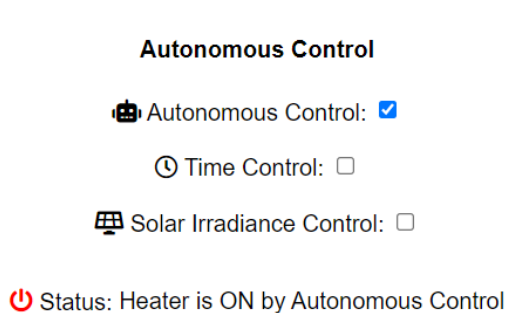 Autonomous Control
Autonomous Control:
Time Control:
Solar Irradiance Control:
Status: Heater is ON by Autonomous Control